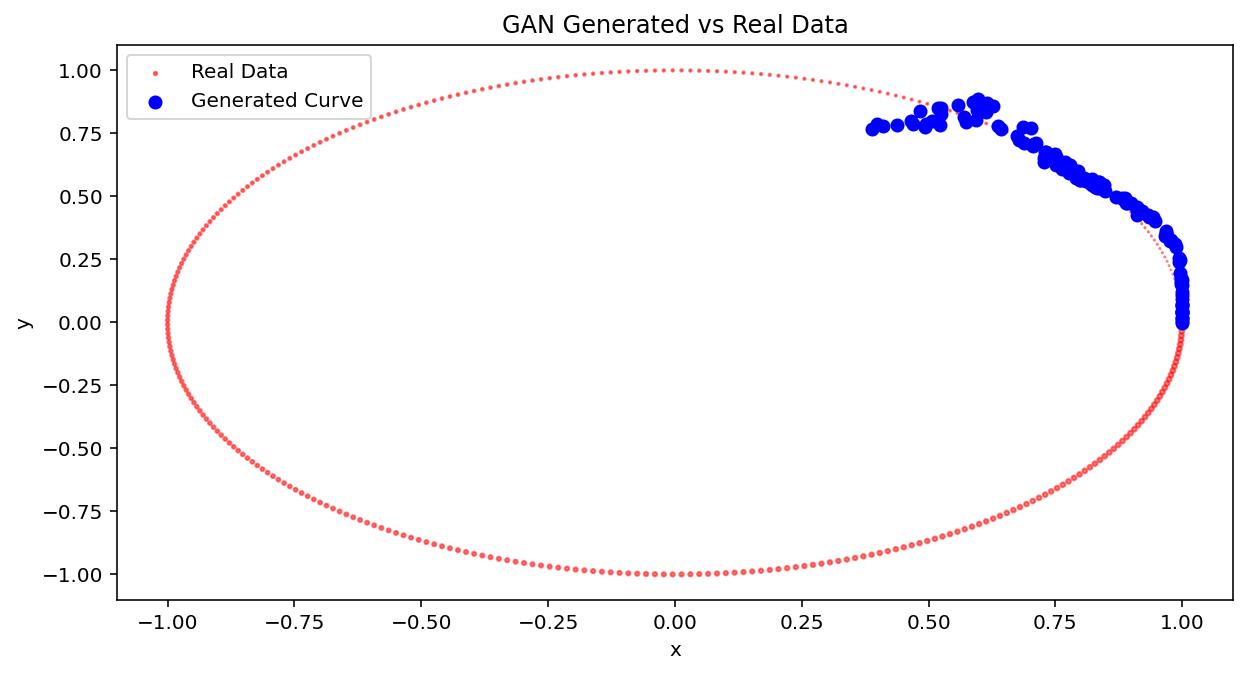 GAN Generated vs Real Data
Real Data
Generated Curve
1.00
0.75
0.50
0.25
0.00
−0.25
−0.50
−0.75
−1.00
y
−1.00 −0.75 −0.50 −0.25 0.00 0.25 0.50 0.75 1.00
x